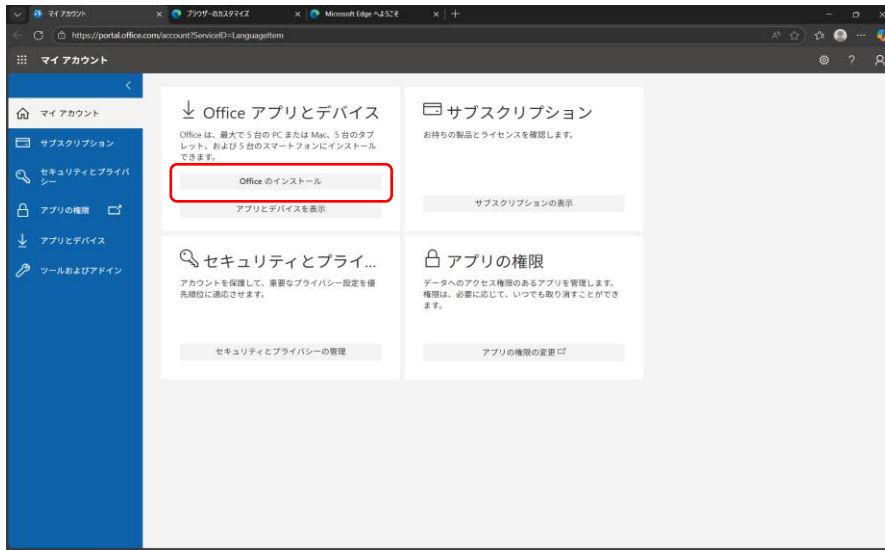 マイ アカウント
ブラウザーのカスタマイズ
Microsoft Edge へようこそ
https://portal.office.com/account?ServiceID=LanguageItem
マイ アカウント
マイ アカウント
サブスクリプション
セキュリティとプライバ
シー
アプリの権限
アプリとデバイス
ツールおよびアドイン
Office アプリとデバイス
Office は、最大で 5 台の PC または Mac、5 台のタブ
レット、および 5 台のスマートフォンにインストール
できます。
Office のインストール
アプリとデバイスを表示
サブスクリプション
お持ちの製品とライセンスを確認します。
サブスクリプションの表示
セキュリティとプライ...
アカウントを保護して、重要なプライバシー設定を優
先順位に適応させます。
セキュリティとプライバシーの管理
アプリの権限
データへのアクセス権限のあるアプリを管理します。
権限は、必要に応じて、いつでも取り消すことができ
ます。
アプリの権限の変更